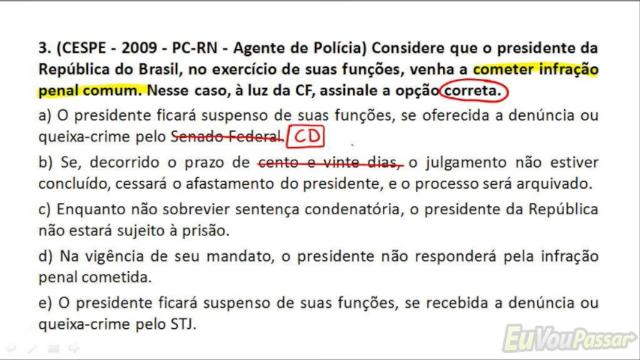 3. (CESPE - 2009 - PC-RN - Agente de Polícia) Considere que o presidente da
República do Brasil, no exercício de suas funções, venha a cometer infração
penal comum. Nesse caso, à luz da CF, assinale a opção correta.
a) O presidente ficará suspenso de suas funções, se oferecida a denúncia ou
queixa-crime pelo Senado Federal. CD
b) Se, decorrido o prazo de cento e vinte dias, o julgamento não estiver
concluído, cessará o afastamento do presidente, e o processo será arquivado.
c) Enquanto não sobrevier sentença condenatória, o presidente da República
não estará sujeito à prisão.
d) Na vigência de seu mandato, o presidente não responderá pela infração
penal cometida.
e) O presidente ficará suspenso de suas funções, se recebida a denúncia ou
queixa-crime pelo STJ.
EuVouPassar